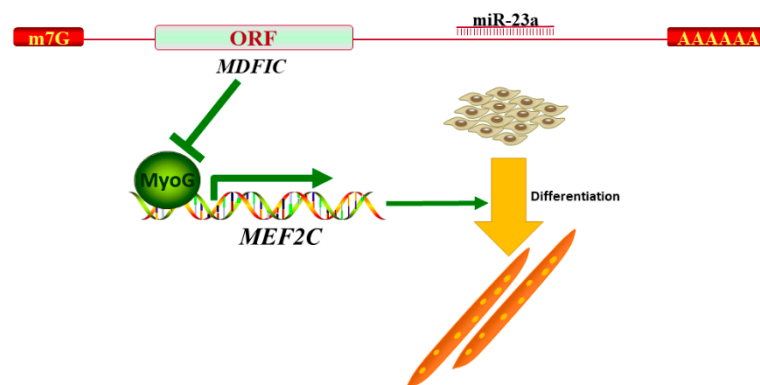 miR-23a
m7G
ORF
AAAAAA
MDFIC
MyoG
Differentiation
MEF2C